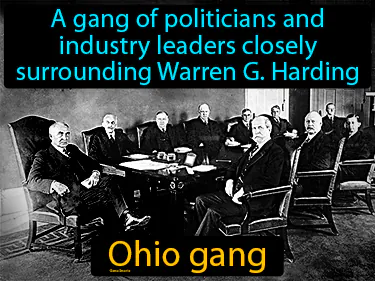 A gang of politicians and
industry leaders closely
surrounding Warren G. Harding
Ohio gang